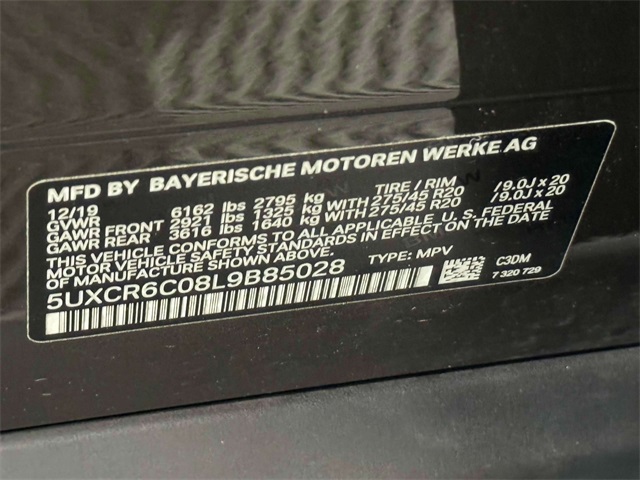 MFD BY BAYERISCHE MOTOREN WERKE AG
12/19 TIRE / RIM
GVWR 6162 lbs 2795 kg
GAWR FRONT 2921 lbs 1325 kg WITH 275/45 R20 /9.0J x 20
GAWR REAR 3616 lbs 1640 kg WITH 275/45 R20 /9.0J x 20
THIS VEHICLE CONFORMS TO ALL APPLICABLE U. S. FEDERAL
MOTOR VEHICLE SAFETY STANDARDS IN EFFECT ON THE DATE
OF MANUFACTURE SHOWN ABOVE.
5UXCR6C08L9B85028 TYPE: MPV
C3DM
7 320 729